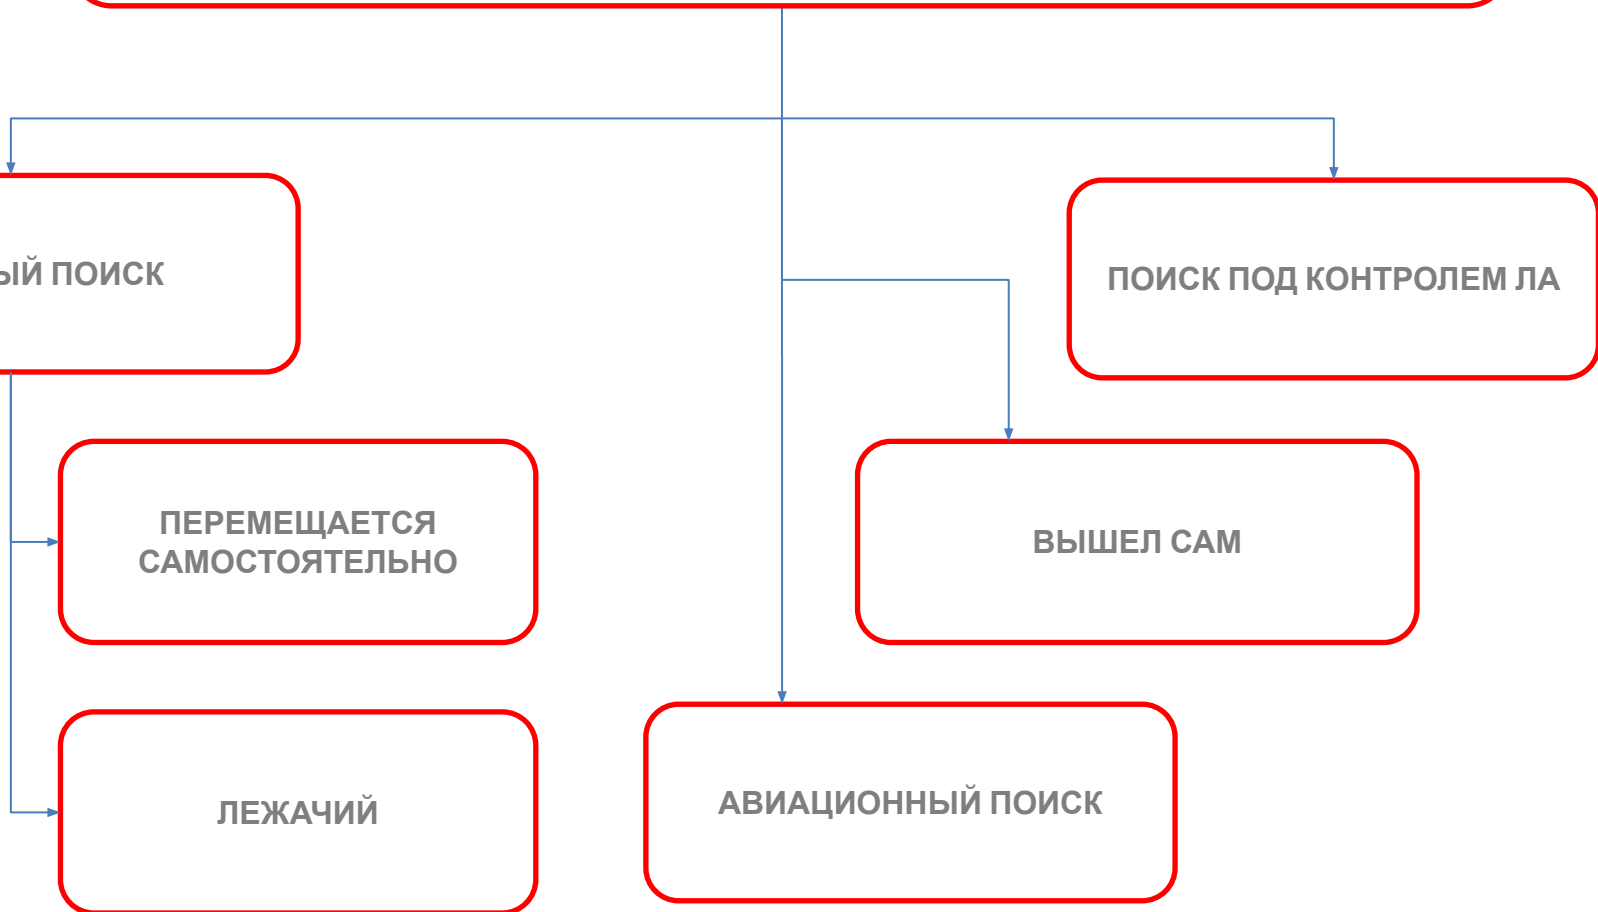 ЫЙ ПОИСК
ПОИСК ПОД КОНТРОЛЕМ ЛА
ПЕРЕМЕЩАЕТСЯ
САМОСТОЯТЕЛЬНО
ВЫШЕЛ САМ
ЛЕЖАЧИЙ
АВИАЦИОННЫЙ ПОИСК